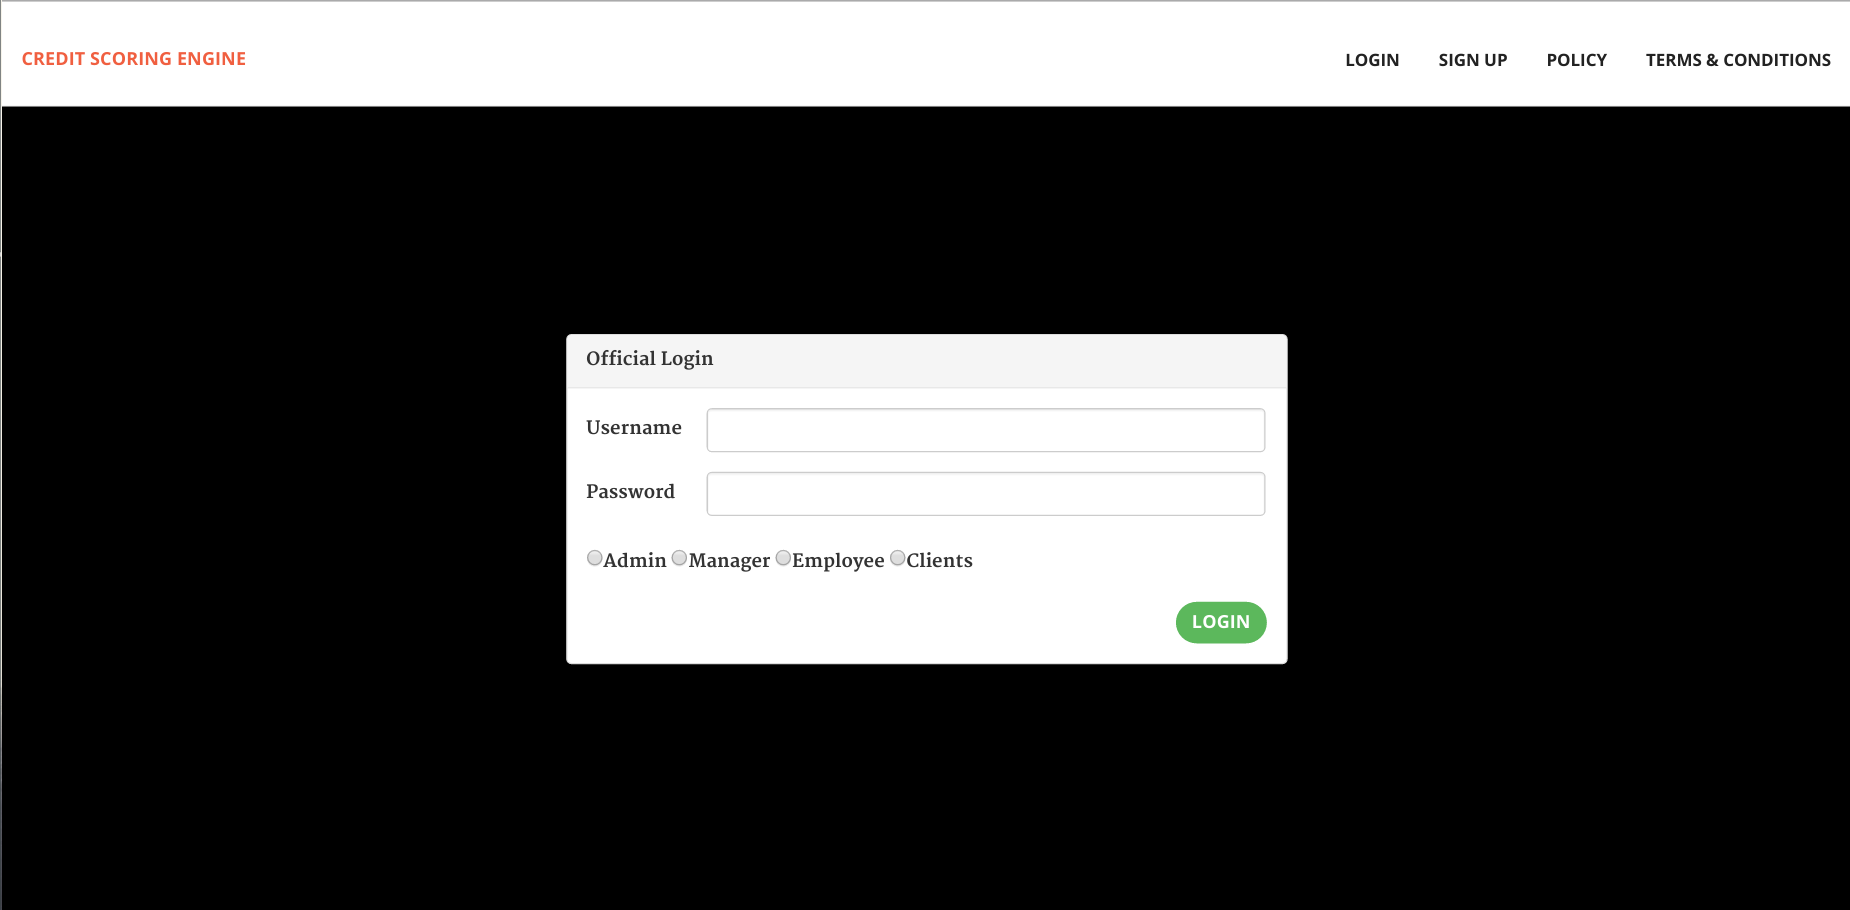 CREDIT SCORING ENGINE
LOGIN SIGN UP POLICY TERMS & CONDITIONS
Official Login
Username
Password
Admin Manager Employee Clients
LOGIN